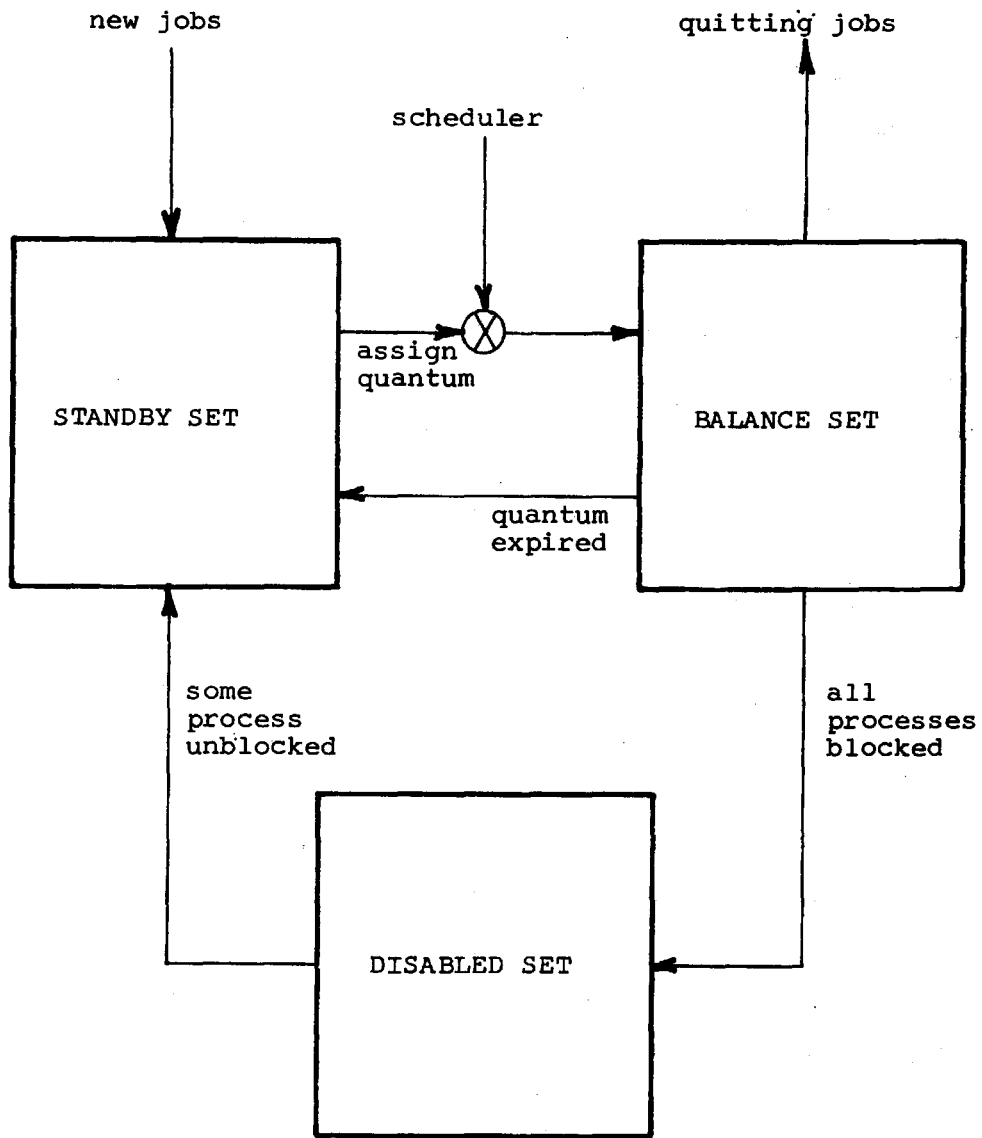 new jobs
quitting jobs
scheduler
assign
quantum
STANDBY SET
BALANCE SET
quantum
expired
some
process
unblocked
all
processes
blocked
DISABLED SET